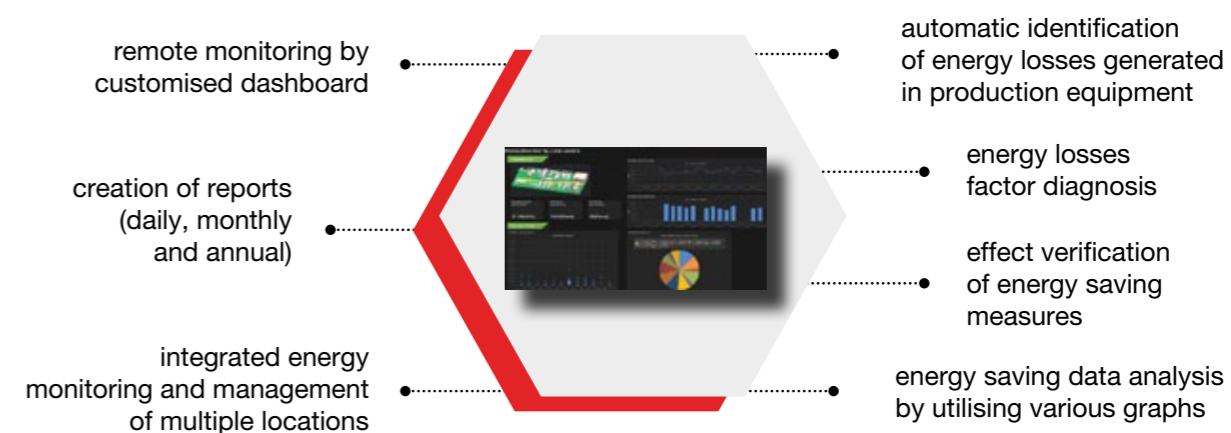 remote monitoring by
customised dashboard
creation of reports
(daily, monthly
and annual)
integrated energy
monitoring and management
of multiple locations
automatic identification
of energy losses generated
in production equipment
energy losses
factor diagnosis
effect verification
of energy saving
measures
energy saving data analysis
by utilising various graphs